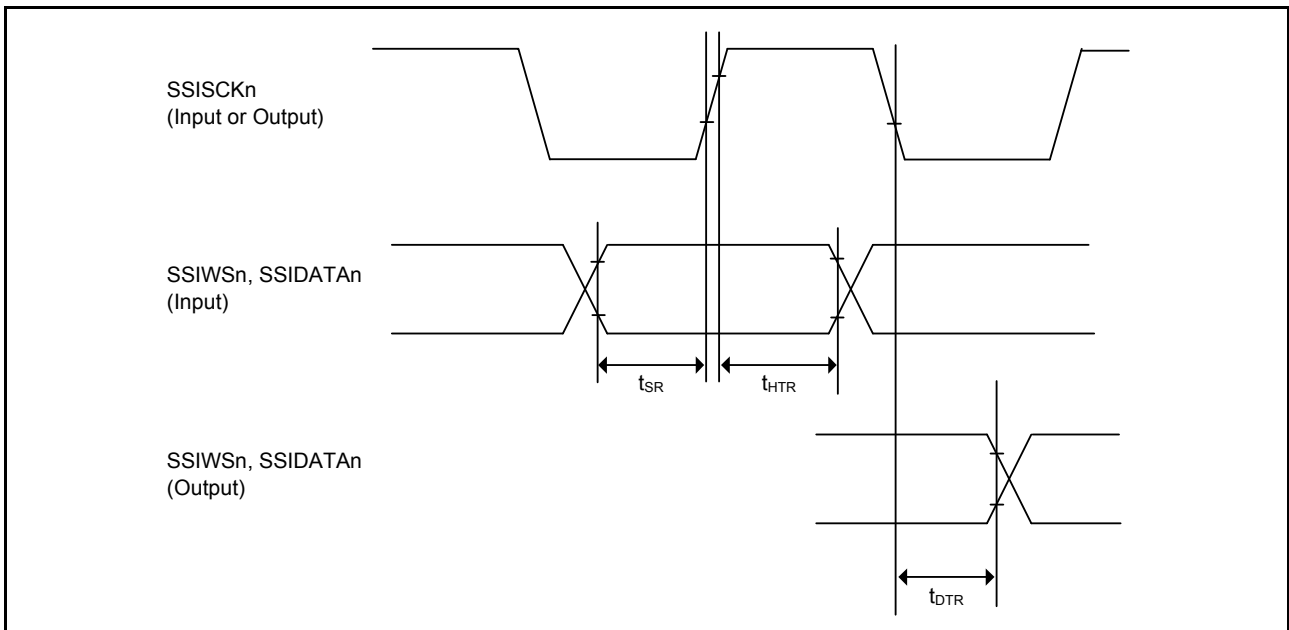 SSISCKn
(Input or Output)
SSIWSn, SSIDATAn
(Input)
tSR
tHTR
SSIWSn, SSIDATAn
(Output)
tDTR